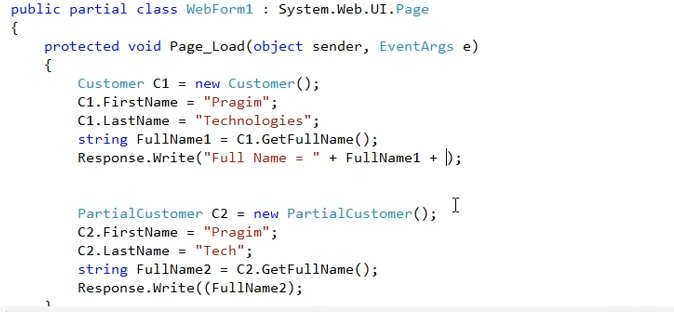 public partial class WebForm1 : System.Web.UI.Page
{
protected void Page_Load(object sender, EventArgs e)
{
Customer C1 = new Customer();
C1.FirstName = "Pragim";
C1.LastName = "Technologies";
string FullName1 = C1.GetFullName();
Response.Write("Full Name = " + FullName1 + );
PartialCustomer C2 = new PartialCustomer();
C2.FirstName = "Pragim";
C2.LastName = "Tech";
string FullName2 = C2.GetFullName();
Response.Write((FullName2);
}